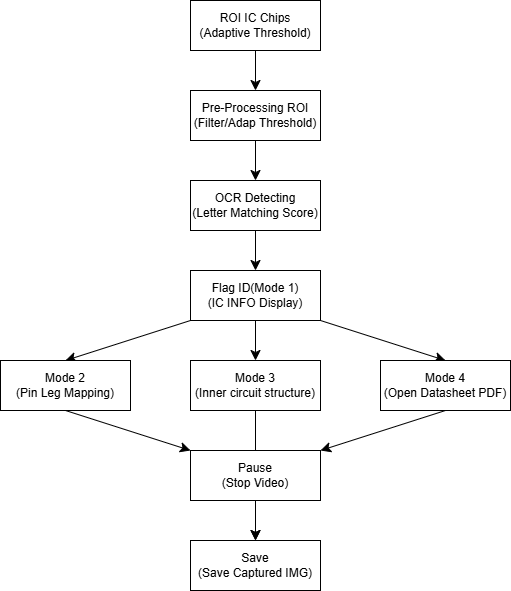 ROI IC Chips
(Adaptive Threshold)
Pre-Processing ROI
(Filter/Adap Threshold)
OCR Detecting
(Letter Matching Score)
Flag ID(Mode 1)
(IC INFO Display)
Mode 2
(Pin Leg Mapping)
Mode 3
(Inner circuit structure)
Mode 4
(Open Datasheet PDF)
Pause
(Stop Video)
Save
(Save Captured IMG)